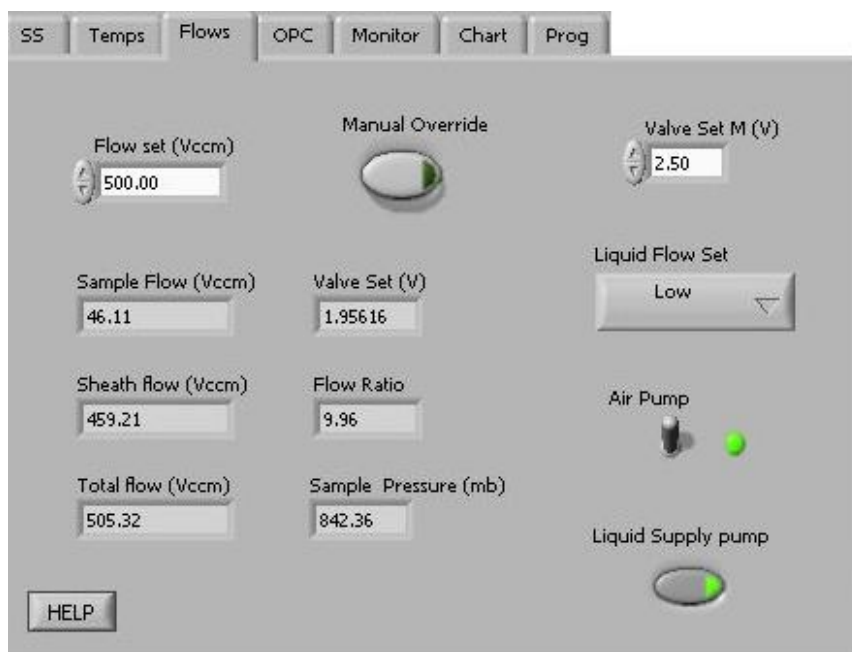 SS Temps Flows OPC Monitor Chart Prog
Manual Override
Flow set (Vccm)
500.00
Valve Set M (V)
2.50
Liquid Flow Set
Low
Sample Flow (Vccm)
46.11
Valve Set (V)
1.95616
Sheath flow (Vccm)
459.21
Flow Ratio
9.96
Air Pump
Total flow (Vccm)
505.32
Sample Pressure (mb)
842.36
Liquid Supply pump
HELP